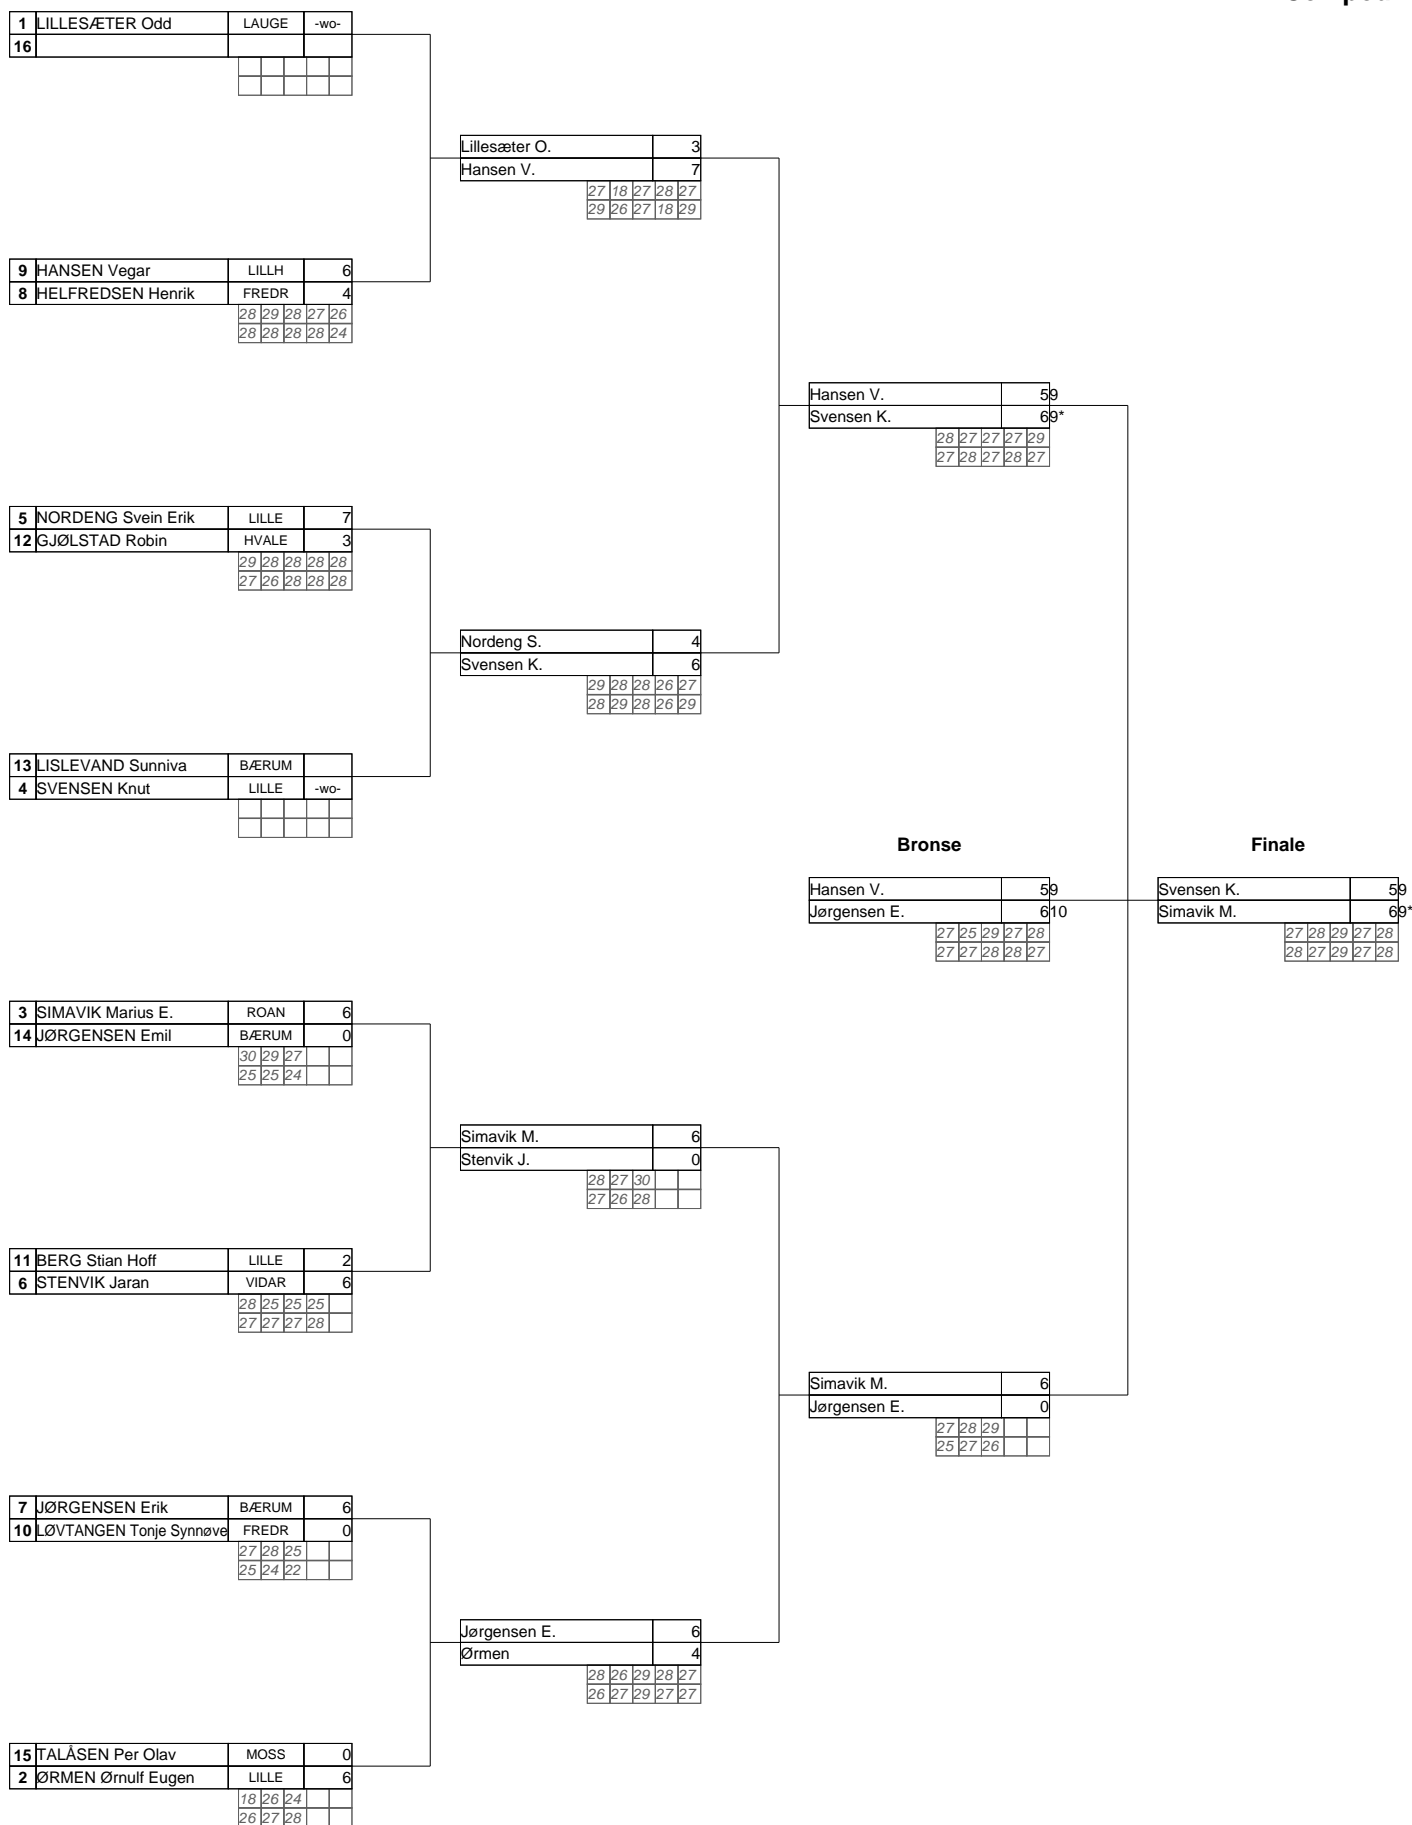 1 LILLESÆTER Odd LAUGE -wo-
16
Lillesæter O. 3
Hansen V. 7
27 18 27 28 27
29 26 27 18 29
9 HANSEN Vegar LILLH 6
8 HELFREDSEN Henrik FREDR 4
28 29 28 27 26
28 28 28 28 24
Hansen V. 59
Svensen K. 69*
28 27 27 27 29
27 28 27 28 27
5 NORDENG Svein Erik LILLE 7
12 GJØLSTAD Robin HVALE 3
29 28 28 28 28
27 26 28 28 28
Nordeng S. 4
Svensen K. 6
29 28 28 26 27
28 29 28 26 29
13 LISLEVAND Sunniva BÆRUM
4 SVENSEN Knut LILLE -wo-
Bronse Finale
Hansen V. 59 Svensen K. 59
Jørgensen E. 610 Simavik M. 69*
27 25 29 27 28 27 28 29 27 28
27 27 28 28 27 28 27 29 27 28
3 SIMAVIK Marius E. ROAN 6
14 JØRGENSEN Emil BÆRUM 0
30 29 27
25 25 24
Simavik M. 6
Stenvik J. 0
28 27 30
27 26 28
11 BERG Stian Hoff LILLE 2
6 STENVIK Jaran VIDAR 6
28 25 25 25
27 27 27 28
Simavik M. 6
Jørgensen E. 0
27 28 29
25 27 26
7 JØRGENSEN Erik BÆRUM 6
10 LØVTANGEN Tonje Synnøve FREDR 0
27 28 25
25 24 22
Jørgensen E. 6
Ørmen 4
28 26 29 28 27
26 27 29 27 27
15 TALÅSEN Per Olav MOSS 0
2 ØRMEN Ørnulf Eugen LILLE 6
18 26 24
26 27 28